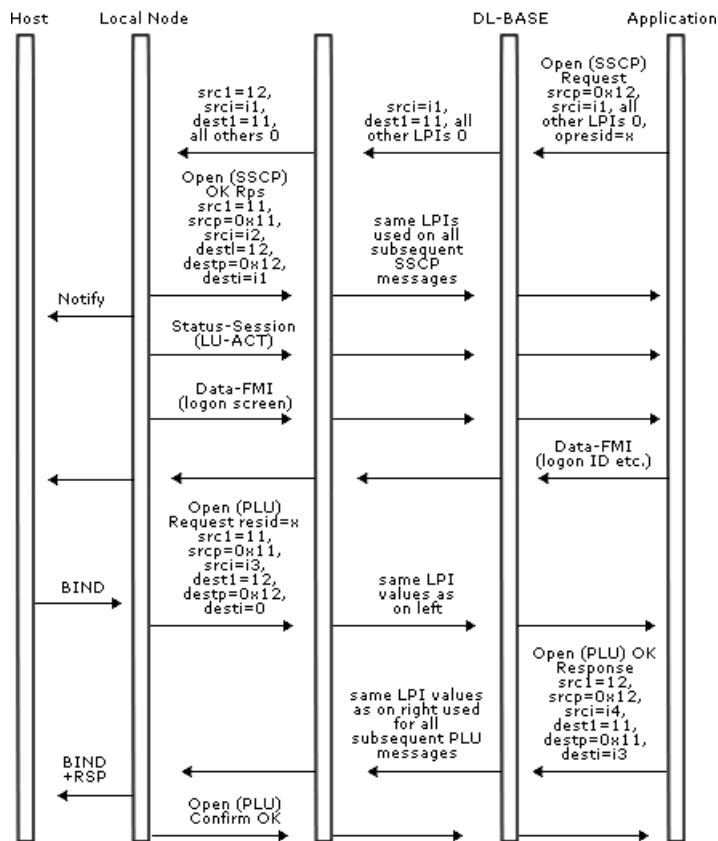 Host
Local Node
DL-BASE
Application
src1=12,
srci=i1,
dest1=11,
all others 0
srci=i1,
dest1=11, all
other LPIs 0
Open (SSCP)
Request
srcp=0x12,
srci=i1, all
other LPIs 0,
opresid=x
Open (SSCP)
OK Rps
src1=11,
srcp=0x11,
srci=i2,
destl=12,
destp=0x12,
desti=i1
same LPIs
used on all
subsequent
SSCP
messages
Notify
Status-Session
(LU-ACT)
Data-FMI
(logon screen)
Data-FMI
(logon ID etc.)
Open (PLU)
Request resid=x
src1=11,
srcp=0x11,
srci=i3,
dest1=12,
destp=0x12,
desti=0
BIND
same LPI
values as
on left
Open (PLU) OK
Response
src1=12,
srcp=0x12,
srci=i4,
dest1=11,
destp=0x11,
desti=i3
same LPI values
as on right used
for all
subsequent PLU
messages
BIND
+RSP
Open (PLU)
Confirm OK